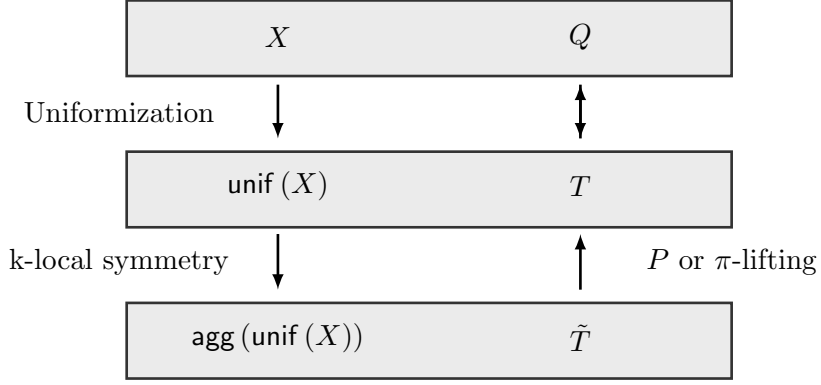 X Q
Uniformization
unif (X) T
k-local symmetry P or π-lifting
agg (unif (X)) T̃